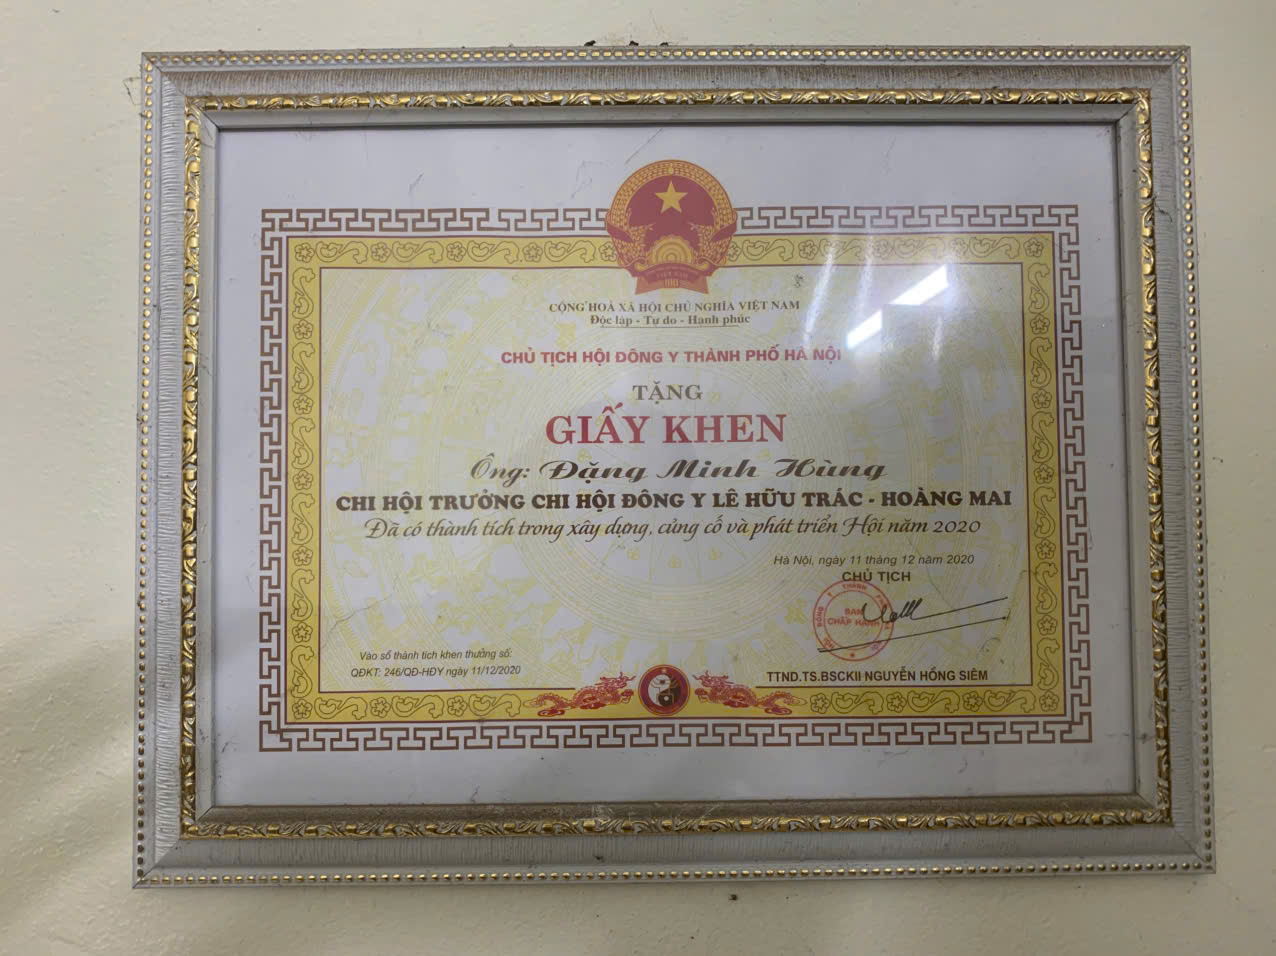 CỘNG HOÀ XÃ HỘI CHỦ NGHĨA VIỆT NAM
Độc lập - Tự do - Hạnh phúc
CHỦ TỊCH HỘI ĐÔNG Y THÀNH PHỐ HÀ NỘI
TẶNG
GIẤY KHEN
Ông: Đặng Minh Hùng
CHI HỘI TRƯỞNG CHI HỘI ĐÔNG Y LÊ HỮU TRÁC - HOÀNG MAI
Đã có thành tích trong xây dựng, củng cố và phát triển Hội năm 2020
Hà Nội, ngày 11 tháng 12 năm 2020
CHỦ TỊCH
BAN
CHẤP HÀNH
Vào sổ thành tích khen thưởng số:
QĐKT: 246/QĐ-HĐY ngày 11/12/2020
TTND.TS.BSCKII NGUYỄN HỒNG SIÊM